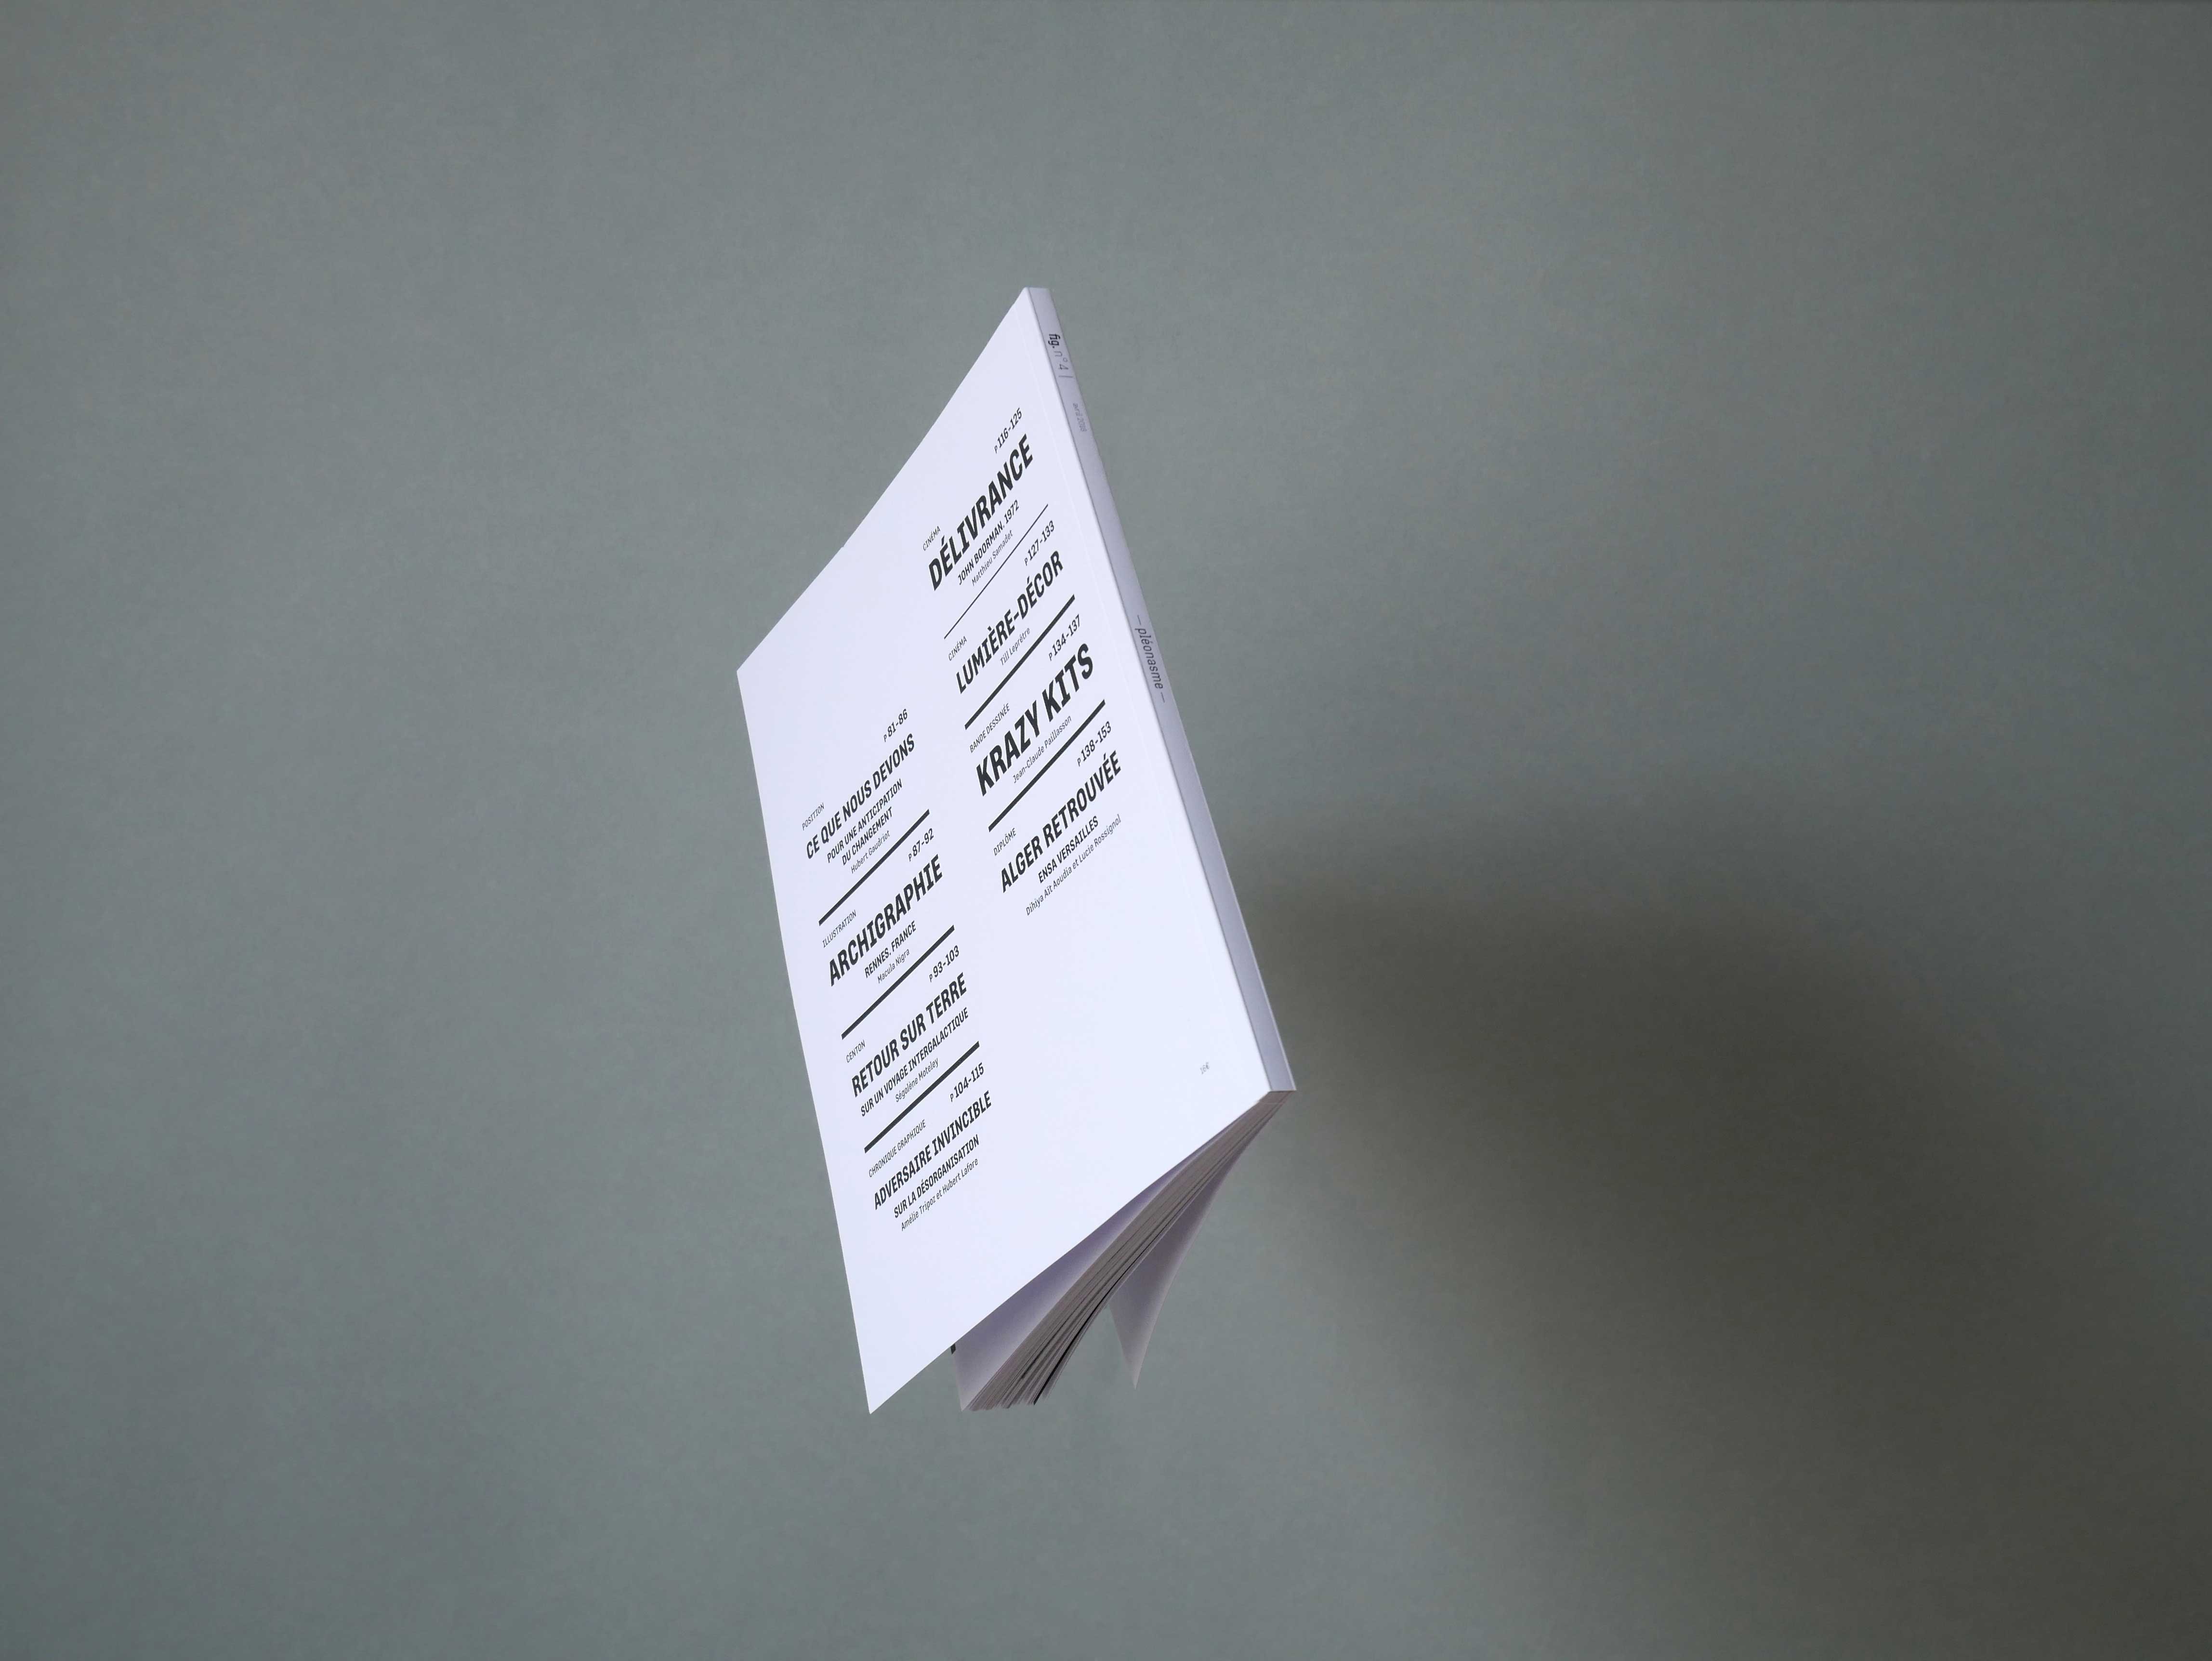 P 81-86
POSITION
CE QUE NOUS DEVONS
POUR UNE ANTICIPATION
DU CHANGEMENT
Hubert Gaudriot
P 87-92
ILLUSTRATION
ARCHIGRAPHIE
RENNES. FRANCE
Macula Nigra
P 93-103
CENTON
RETOUR SUR TERRE
SUR UN VOYAGE INTERGALACTIQUE
Ségolène Moteley
P 104-115
CHRONIQUE GRAPHIQUE
ADVERSAIRE INVINCIBLE
SUR LA DÉSORGANISATION
Amélie Tripoz et Hubert Lafore
P 116-125
CINÉMA
DÉLIVRANCE
JOHN BOORMAN. 1972
Matthieu Samadet
P 127-133
CINÉMA
LUMIÈRE-DÉCOR
Till Leprêtre
P 134-137
BANDE DESSINÉE
KRAZY KITS
Jean-Claude Paillasson
P 138-153
DIPLÔME
ALGER RETROUVÉE
ENSA VERSAILLES
Dihiya Aït Aoudia et Lucie Rossignol
fig. n°4 |
— pléonasme —